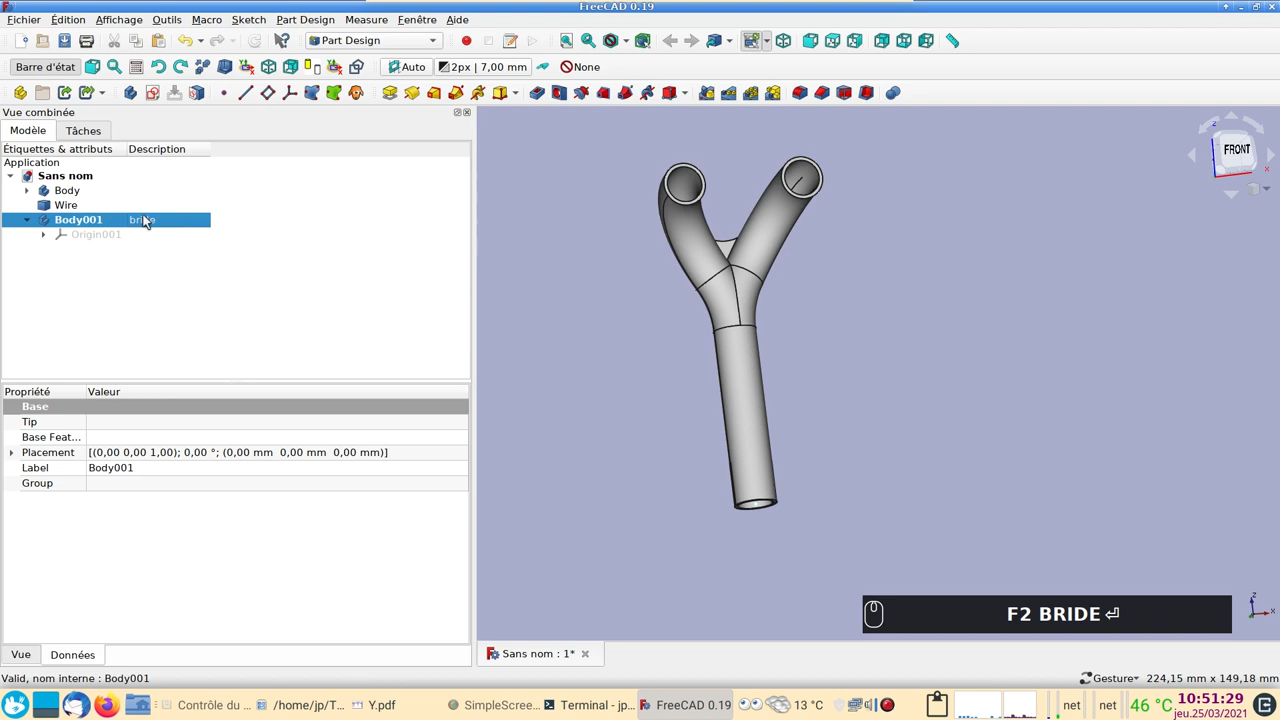 FreeCAD 0.19
Fichier Édition Affichage Outils Macro Sketch Part Design Measure Fenêtre Aide
Part Design
Barre d'état Auto 2px | 7,00 mm None
Vue combinée
Modèle Tâches
Étiquettes & attributs Description
Application
Sans nom
Body
Wire
Body001
Origin001
FRONT
Z
X
Propriété Valeur
Base
Tip
Base Feat...
Placement [(0,00 0,00 1,00); 0,00 °; (0,00 mm 0,00 mm 0,00 mm)]
Label Body001
Group
F2 BRIDE
Z
X
Vue Données
Sans nom : 1*
Valid, nom interne : Body001 Gesture 224,15 mm x 149,18 mm
Contrôle du ... /home/jp/T... Y.pdf SimpleScree... Terminal - jp... FreeCAD 0.19 13 °C net net 46 °C 10:51:29
jeu.25/03/2021